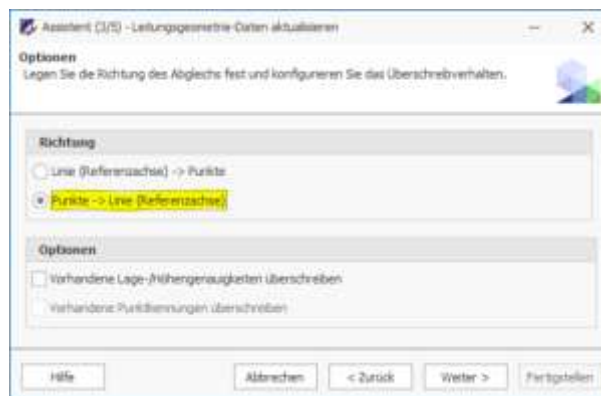 Assistent (3/5) - Leitungsgeometrie-Daten aktualisieren
Optionen
Legen Sie die Richtung des Abgleichs fest und konfigurieren Sie das Überschreibverhalten.
Richtung
Linie (Referenzachse) -> Punkte
Punkte -> Linie (Referenzachse)
Optionen
Vorhandene Lage-/Höhengenauigkeiten überschreiben
Vorhandene Punktkennungen überschreiben
Hilfe
Abbrechen
< Zurück
Weiter >
Fertigstellen